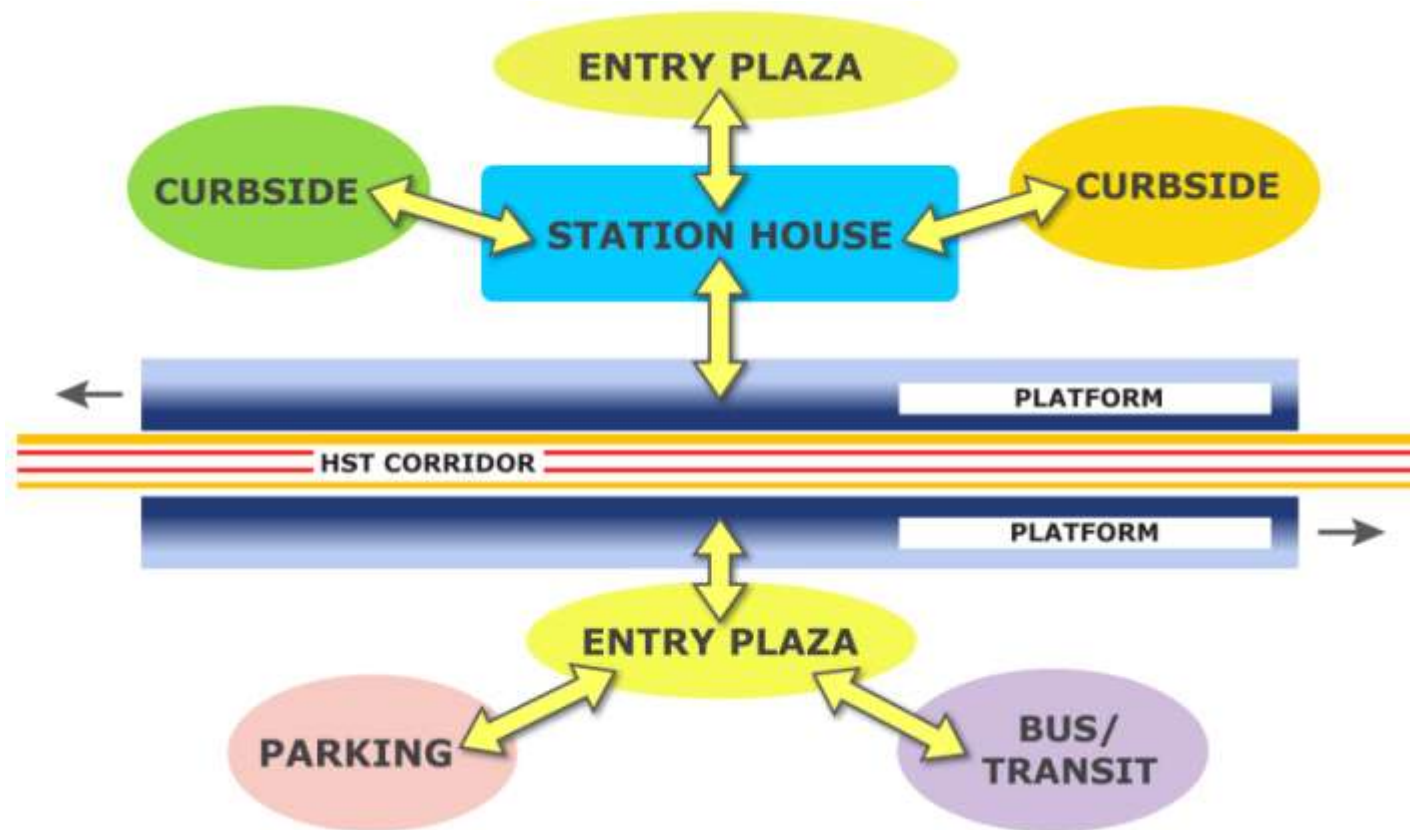 ENTRY PLAZA
CURBSIDE
CURBSIDE
STATION HOUSE
PLATFORM
HST CORRIDOR
PLATFORM
ENTRY PLAZA
PARKING
BUS/
TRANSIT